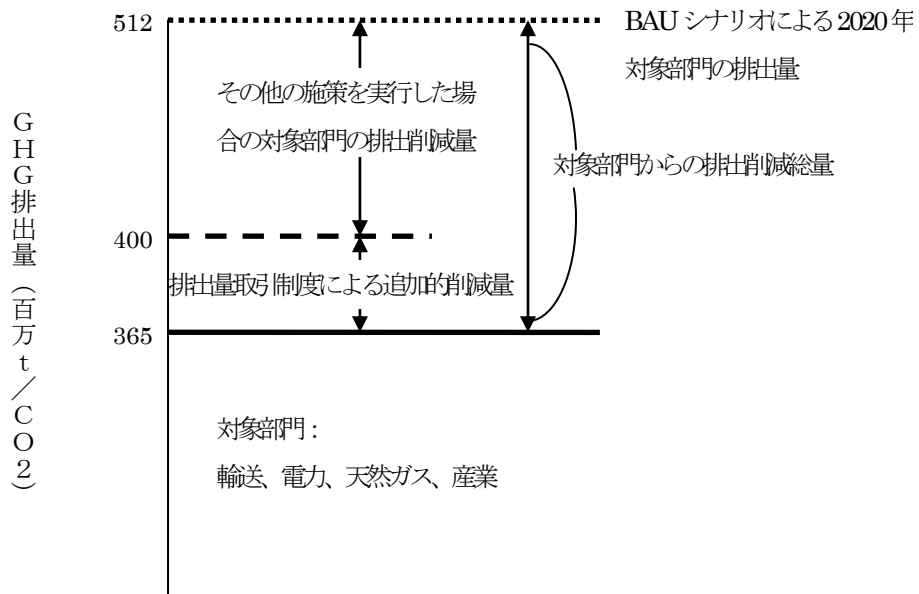 512
BAUシナリオによる2020年
対象部門の排出量
その他の施策を実行した場
合の対象部門の排出削減量
対象部門からの排出削減総量
GHG排出量(百万t/CO2)
400
排出量取引制度による追加的削減量
365
対象部門:
輸送、電力、天然ガス、産業